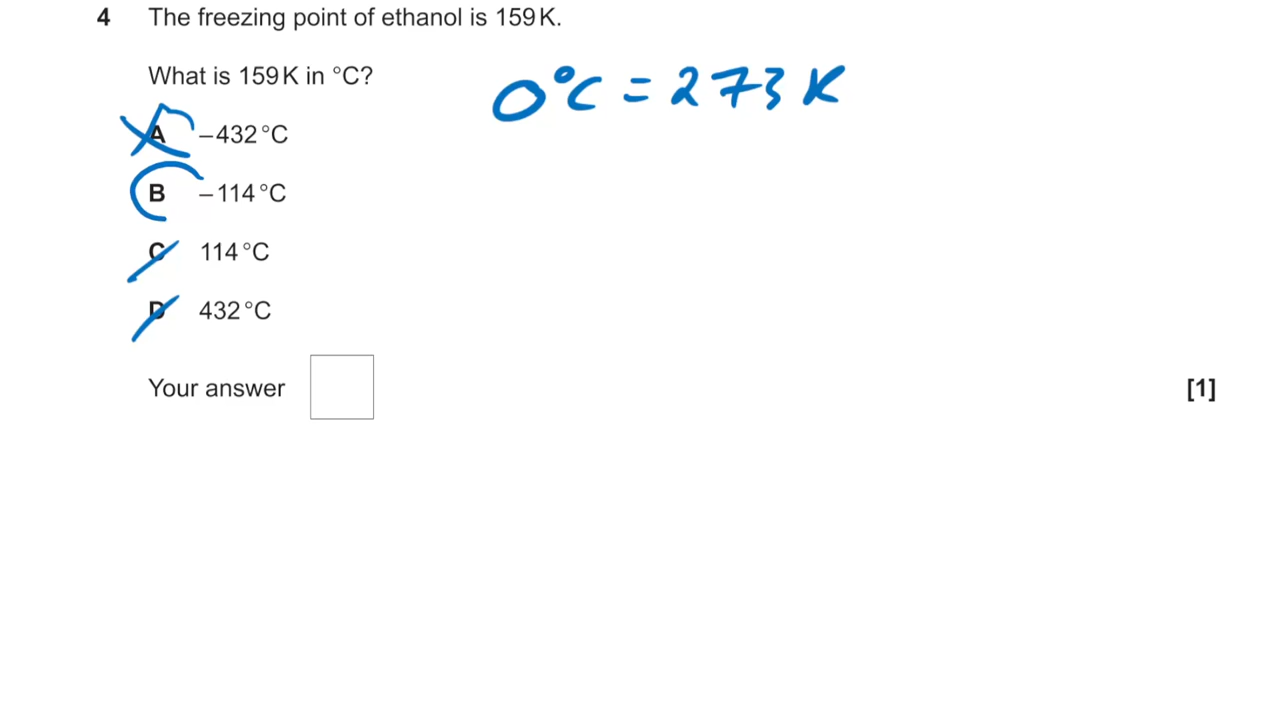 4 The freezing point of ethanol is 159 K.
What is 159 K in °C?
0°C = 273 K
A –432 °C
B –114 °C
C 114 °C
D 432 °C
Your answer
[1]